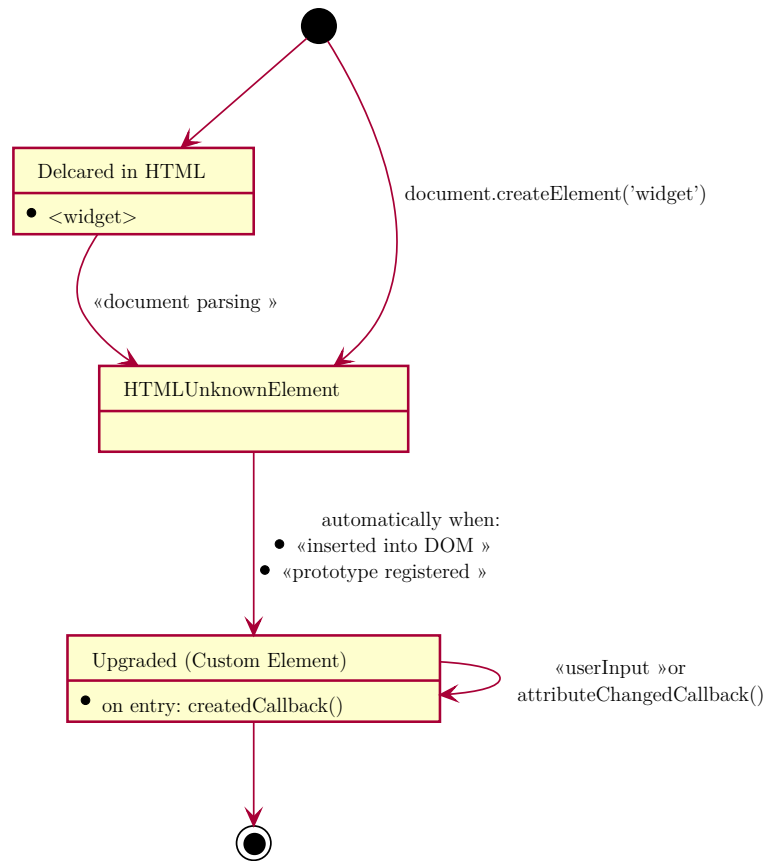 Delcared in HTML
• <widget>
document.createElement('widget')
«document parsing »
HTMLUnknownElement
automatically when:
• «inserted into DOM »
• «prototype registered »
Upgraded (Custom Element)
• on entry: createdCallback()
«userInput »or
attributeChangedCallback()